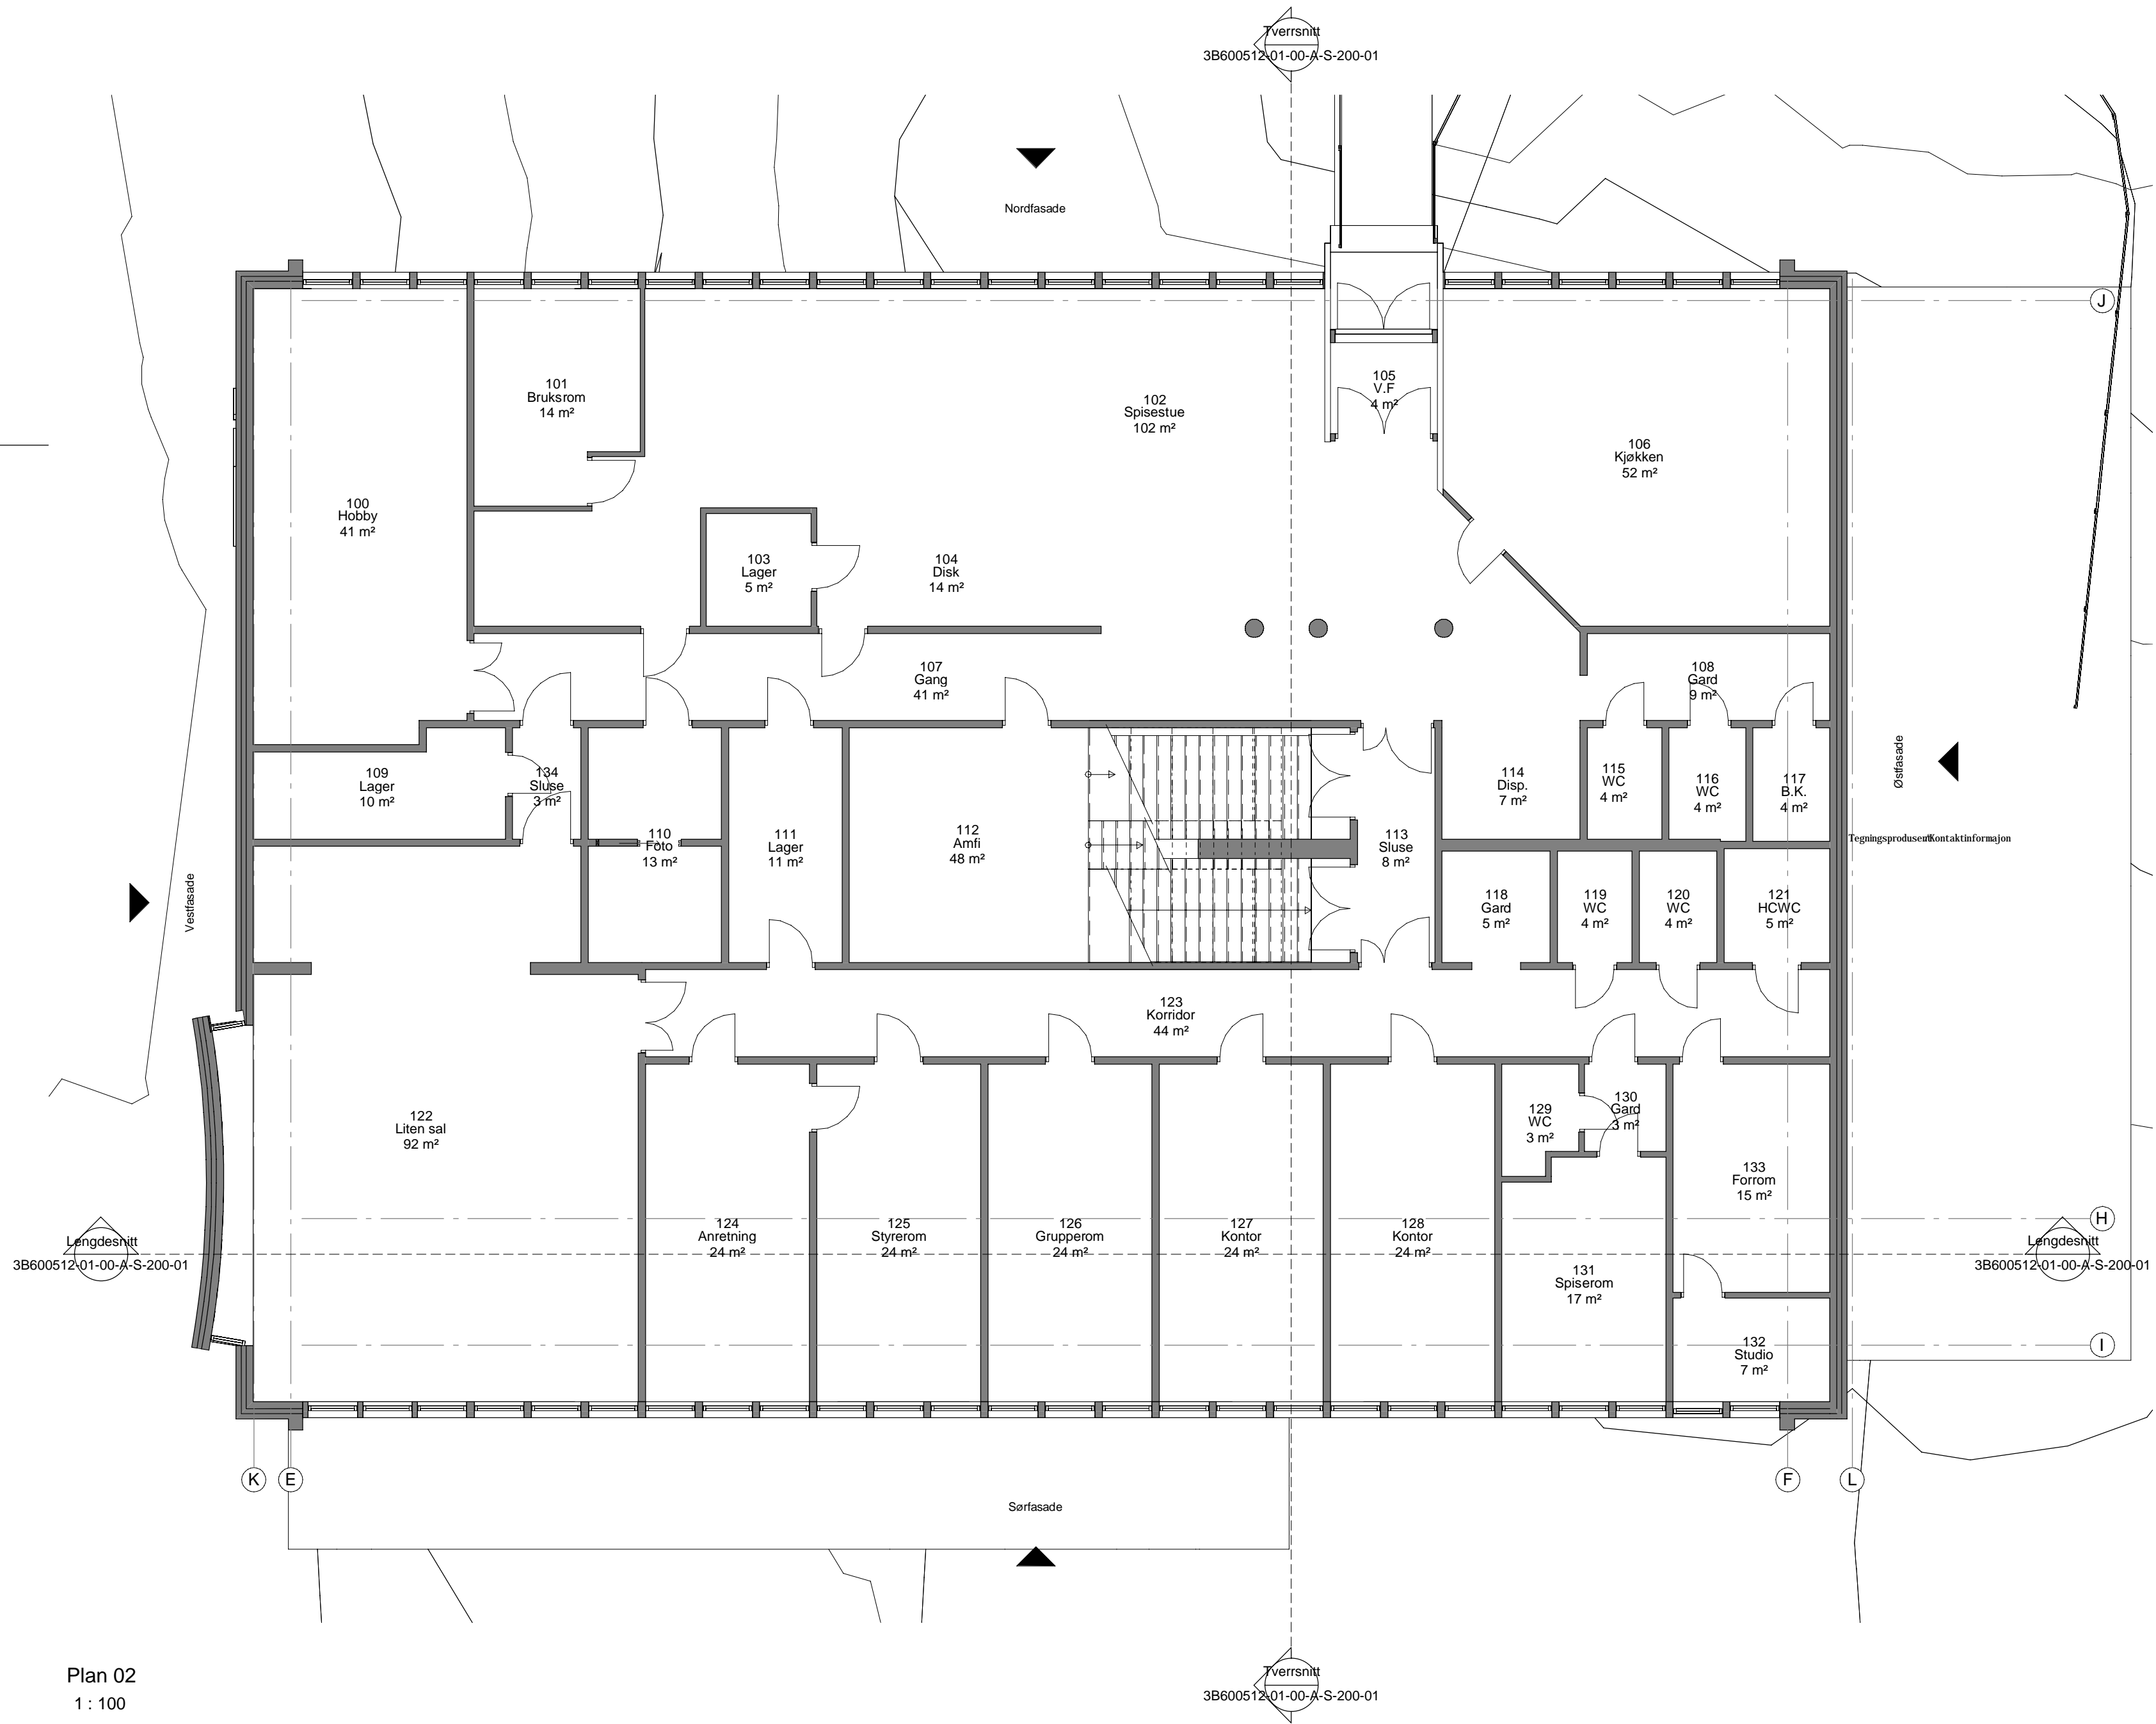 Tverrsnitt
3B600512-01-00-A-S-200-01
Nordfasade
J
101
Bruksrom
14 m²
102
Spisestue
102 m²
105
V.F
4 m²
106
Kjøkken
52 m²
100
Hobby
41 m²
103
Lager
5 m²
104
Disk
14 m²
107
Gang
41 m²
108
Gard
9 m²
109
Lager
10 m²
134
Sluse
3 m²
110
Foto
13 m²
111
Lager
11 m²
112
Amfi
48 m²
113
Sluse
8 m²
114
Disp.
7 m²
115
WC
4 m²
116
WC
4 m²
117
B.K.
4 m²
Østfasade
Kontaktinformajon
Vestfasade
118
Gard
5 m²
119
WC
4 m²
120
WC
4 m²
121
HCWC
5 m²
123
Korridor
44 m²
122
Liten sal
92 m²
129
WC
3 m²
130
Gard
3 m²
133
Forrom
15 m²
124
Anretning
24 m²
125
Styrerom
24 m²
126
Grupperom
24 m²
127
Kontor
24 m²
128
Kontor
24 m²
H
Lengdesnitt
3B600512-01-00-A-S-200-01
Lengdesnitt
3B600512-01-00-A-S-200-01
131
Spiserom
17 m²
132
Studio
7 m²
I
K
E
F
L
Sørfasade
Plan 02
1 : 100
Tverrsnitt
3B600512-01-00-A-S-200-01